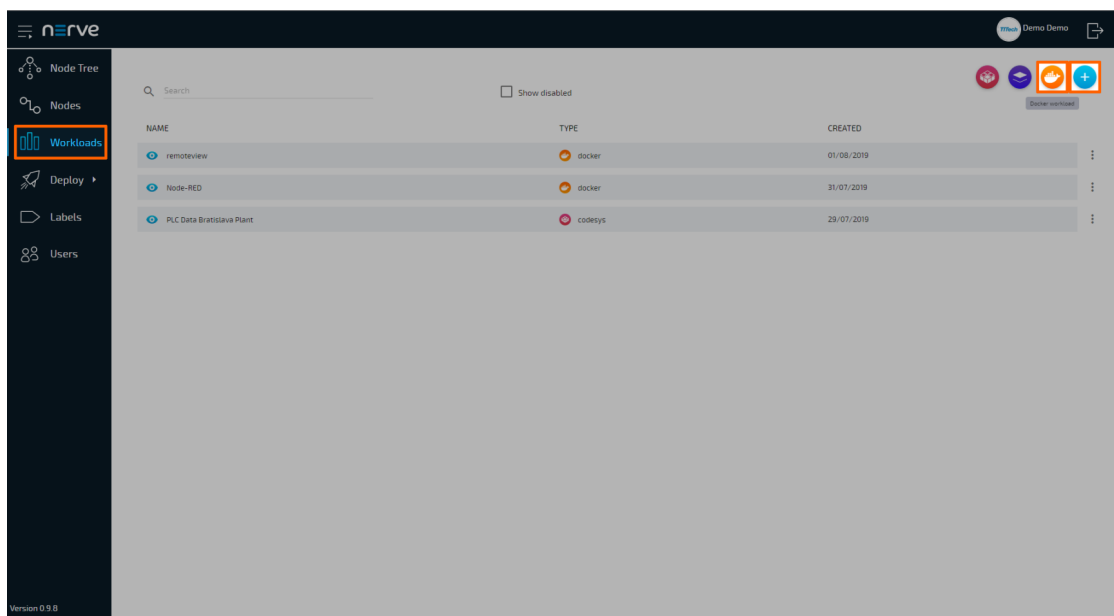 nerve
TTTech Demo Demo
Node Tree
Search
Show disabled
Docker workload
Nodes
NAME TYPE CREATED
Workloads
remoteview docker 01/08/2019
Deploy
Node-RED docker 31/07/2019
Labels
PLC Data Bratislava Plant codesys 29/07/2019
Users
Version 0.9.8